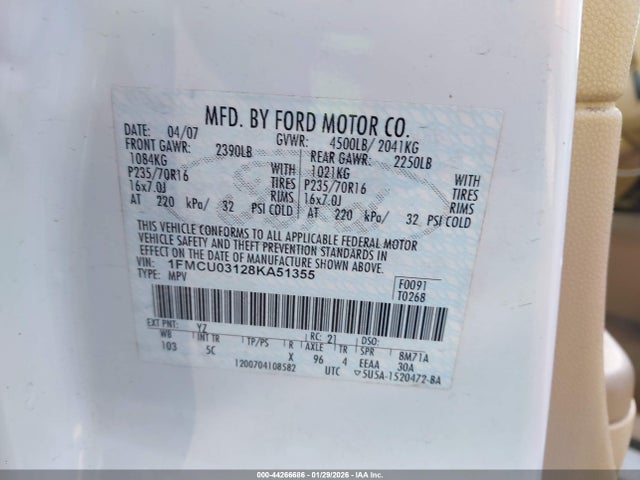 MFD. BY FORD MOTOR CO.
DATE: 04/07 GVWR: 4500LB/ 2041KG
FRONT GAWR: 2390LB REAR GAWR: 2250LB
1084KG WITH 1021KG WITH
P235/70R16 TIRES P235/70R16 TIRES
16x7.0J RIMS 16x7.0J RIMS
AT 220 kPa/ 32 PSI COLD AT 220 kPa/ 32 PSI COLD
THIS VEHICLE CONFORMS TO ALL APPLICABLE FEDERAL MOTOR
VEHICLE SAFETY AND THEFT PREVENTION STANDARDS IN
EFFECT ON THE DATE OF MANUFACTURE SHOWN ABOVE.
VIN: 1FMCU03128KA51355 F0091
TYPE: MPV T0268
EXT PNT: YZ RC: 21 DSO:
WB INT TR TP/PS R AXLE TR SPR 8M71A
103 5C X 96 4 EEAA 30A
1200704108582 UTC 5U5A-1520472-BA
000-44266686 - 01/29/2026 - IAA Inc.